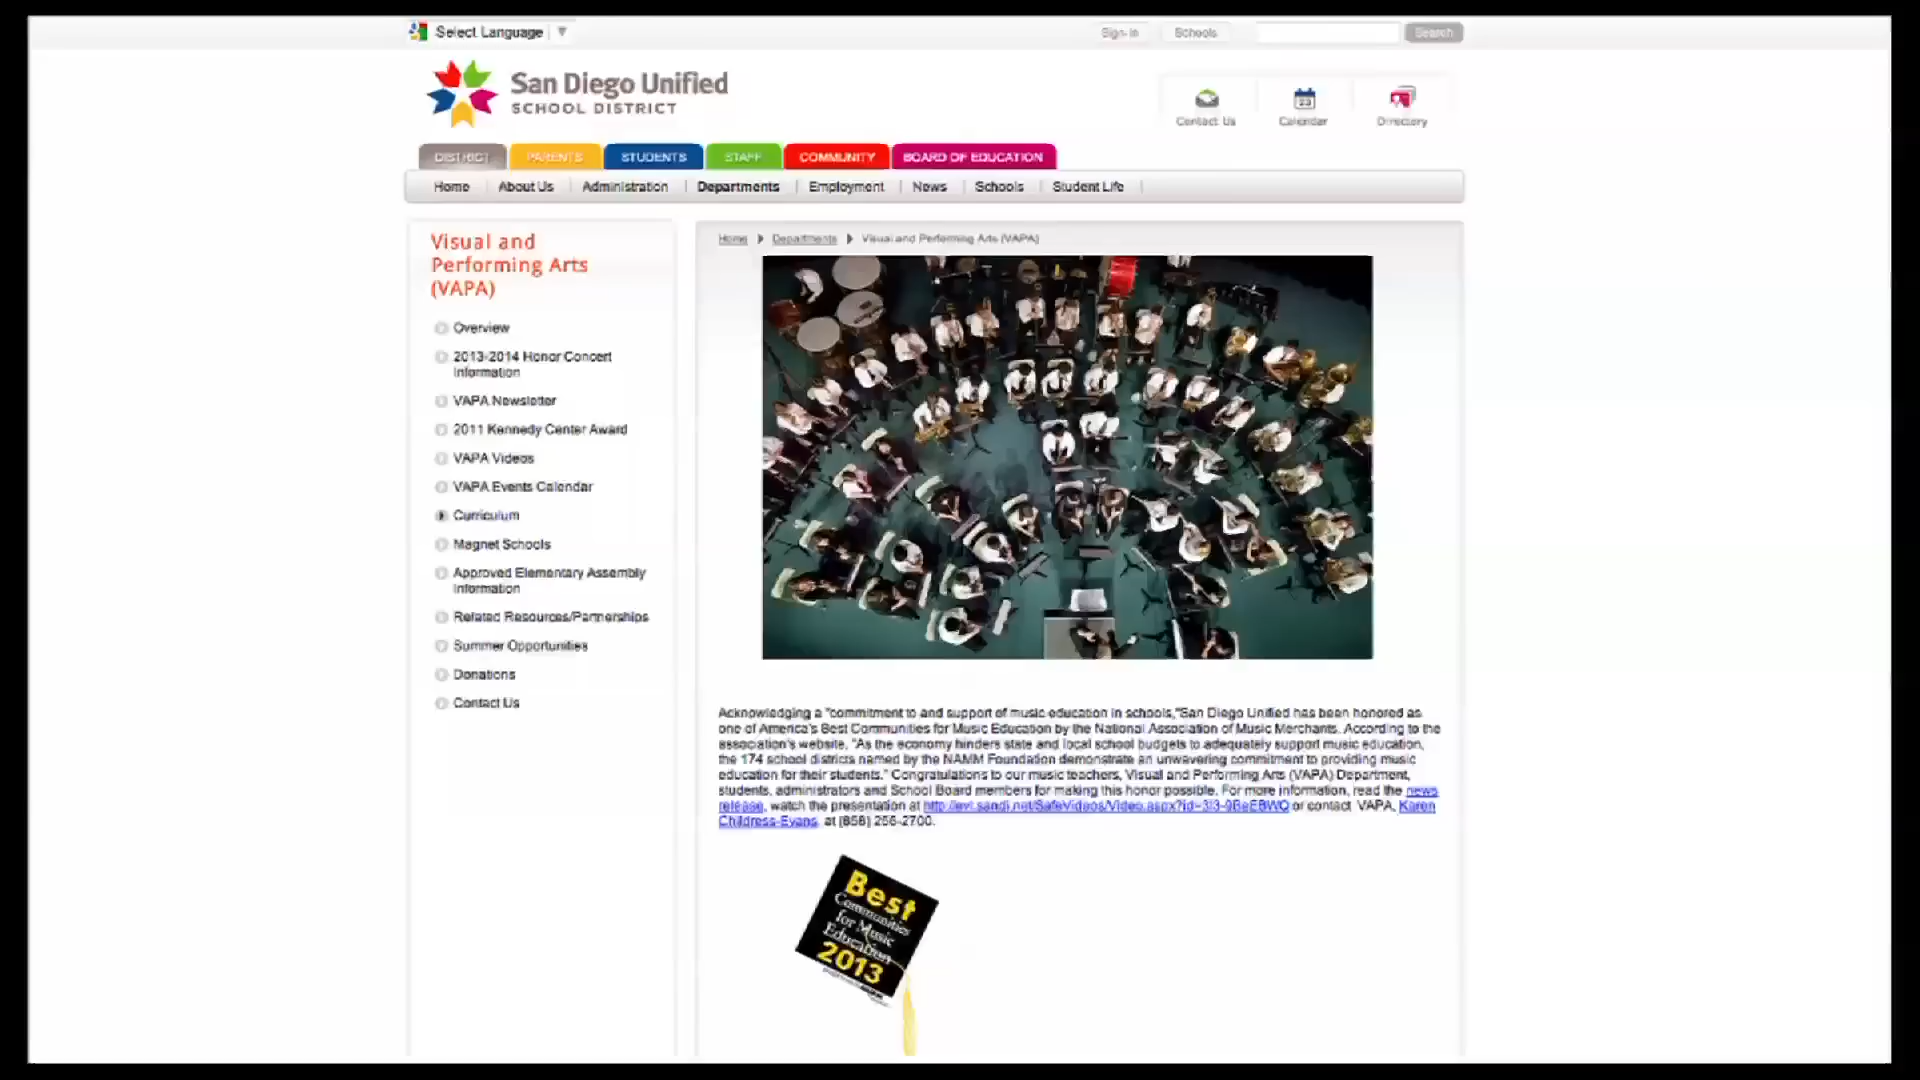 Select Language
Sign-In
Schools
Search
San Diego Unified
SCHOOL DISTRICT
Contact Us
Calendar
Directory
DISTRICT
PARENTS
STUDENTS
STAFF
COMMUNITY
BOARD OF EDUCATION
Home
About Us
Administration
Departments
Employment
News
Schools
Student Life
Visual and
Performing Arts
(VAPA)
Overview
2013-2014 Honor Concert
Information
VAPA Newsletter
2011 Kennedy Center Award
VAPA Videos
VAPA Events Calendar
Curriculum
Magnet Schools
Approved Elementary Assembly
Information
Related Resources/Partnerships
Summer Opportunities
Donations
Contact Us
Home Departments Visual and Performing Arts (VAPA)
Acknowledging a "commitment to and support of music education in schools,"San Diego Unified has been honored as
one of America's Best Communities for Music Education by the National Association of Music Merchants. According to the
association's website, "As the economy hinders state and local school budgets to adequately support music education,
the 174 school districts named by the NAMM Foundation demonstrate an unwavering commitment to providing music
education for their students." Congratulations to our music teachers, Visual and Performing Arts (VAPA) Department,
students, administrators and School Board members for making this honor possible. For more information, read the news
release, watch the presentation at or contact VAPA, Karen
Childress-Evans, at (858) 256-2700.
Best
Communities
for Music
Education
2013